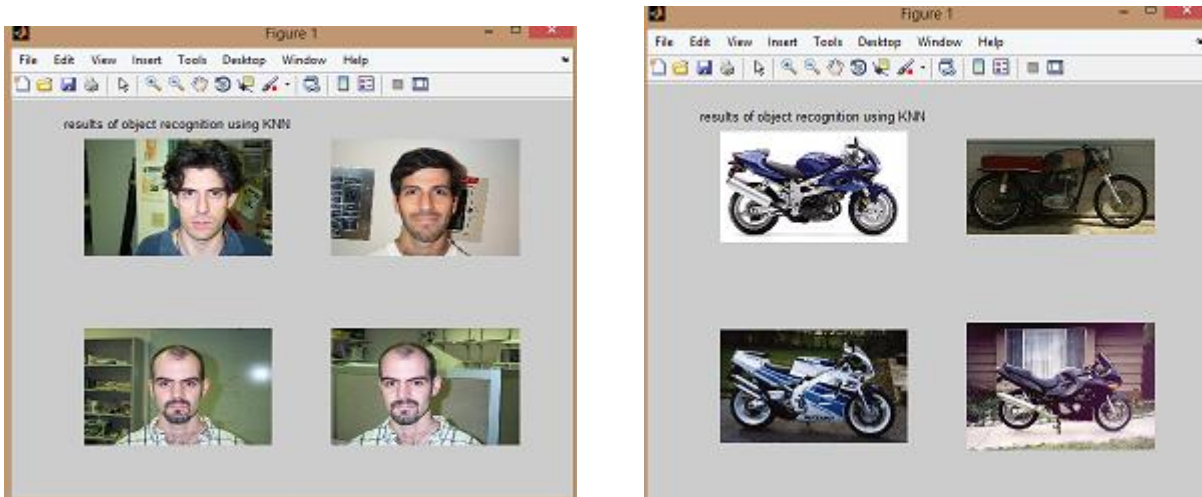 Figure 1
File Edit View Insert Tools Desktop Window Help
results of object recognition using KNN
Figure 1
File Edit View Insert Tools Desktop Window Help
results of object recognition using KNN